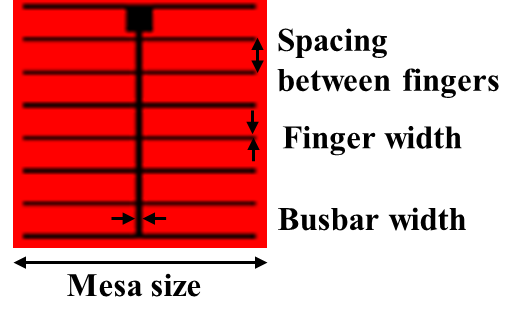 Spacing
between fingers
Finger width
Busbar width
Mesa size